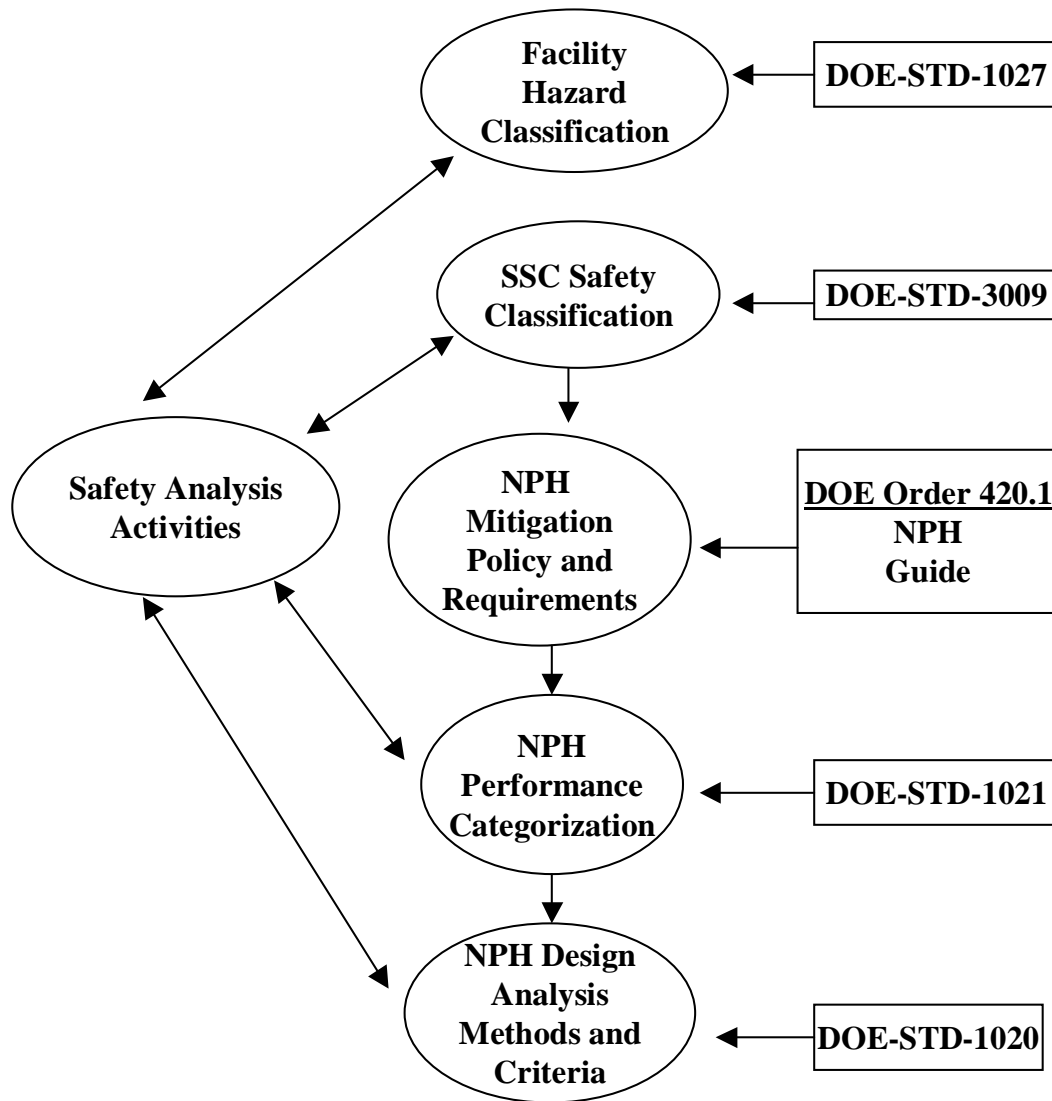 Facility
Hazard
Classification
DOE-STD-1027
SSC Safety
Classification
DOE-STD-3009
Safety Analysis
Activities
NPH
Mitigation
Policy and
Requirements
DOE Order 420.1
NPH
Guide
NPH
Performance
Categorization
DOE-STD-1021
NPH Design
Analysis
Methods and
Criteria
DOE-STD-1020